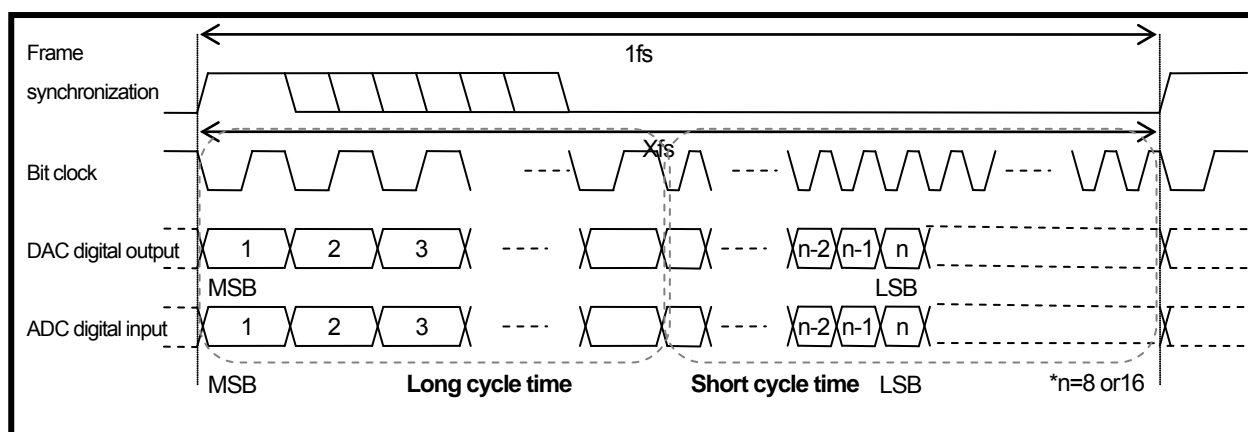 Frame
synchronization
1fs
Xfs
Bit clock
DAC digital output
1 2 3 n-2 n-1 n
MSB LSB
ADC digital input
1 2 3 n-2 n-1 n
MSB Long cycle time Short cycle time LSB *n=8 or16